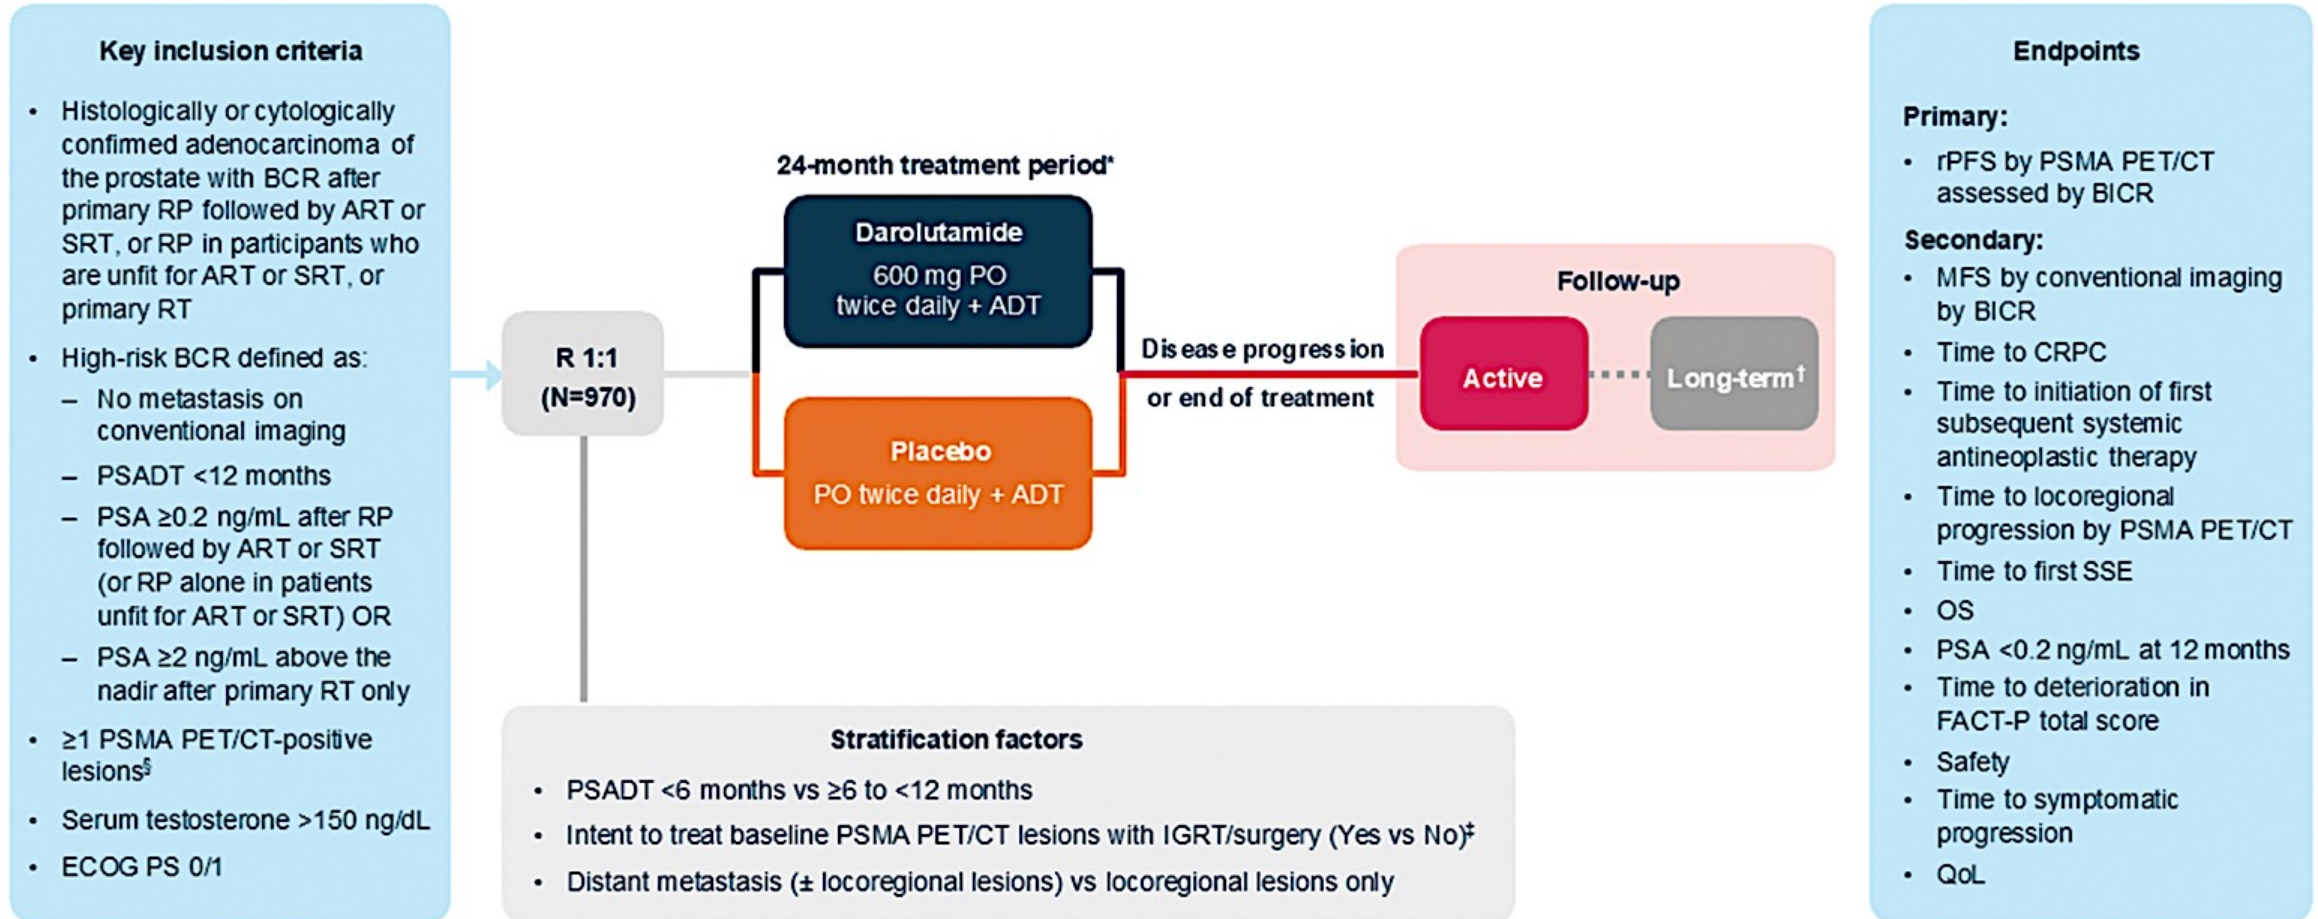 Key inclusion criteria
• Histologically or cytologically
confirmed adenocarcinoma of
the prostate with BCR after
primary RP followed by ART or
SRT, or RP in participants who
are unfit for ART or SRT, or
primary RT
• High-risk BCR defined as:
– No metastasis on
conventional imaging
– PSADT <12 months
– PSA ≥0.2 ng/mL after RP
followed by ART or SRT
(or RP alone in patients
unfit for ART or SRT) OR
– PSA ≥2 ng/mL above the
nadir after primary RT only
• ≥1 PSMA PET/CT-positive
lesions§
• Serum testosterone >150 ng/dL
• ECOG PS 0/1
R 1:1
(N=970)
24-month treatment period*
Darolutamide
600 mg PO
twice daily + ADT
Placebo
PO twice daily + ADT
Disease progression
or end of treatment
Follow-up
Active
Long-term†
Stratification factors
• PSADT <6 months vs ≥6 to <12 months
• Intent to treat baseline PSMA PET/CT lesions with IGRT/surgery (Yes vs No)‡
• Distant metastasis (± locoregional lesions) vs locoregional lesions only
Endpoints
Primary:
• rPFS by PSMA PET/CT
assessed by BICR
Secondary:
• MFS by conventional imaging
by BICR
• Time to CRPC
• Time to initiation of first
subsequent systemic
antineoplastic therapy
• Time to locoregional
progression by PSMA PET/CT
• Time to first SSE
• OS
• PSA <0.2 ng/mL at 12 months
• Time to deterioration in
FACT-P total score
• Safety
• Time to symptomatic
progression
• QoL